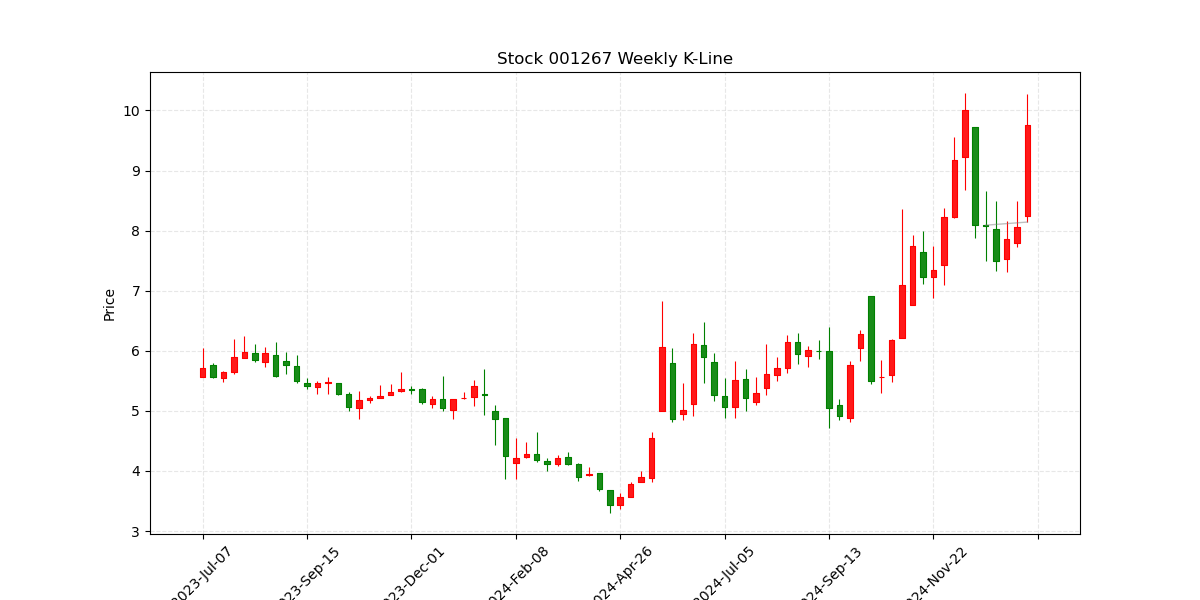 Stock 001267 Weekly K-Line
Price
10
9
8
7
6
5
4
3
2023-Jul-07
2023-Sep-15
2023-Dec-01
2024-Feb-08
2024-Apr-26
2024-Jul-05
2024-Sep-13
2024-Nov-22